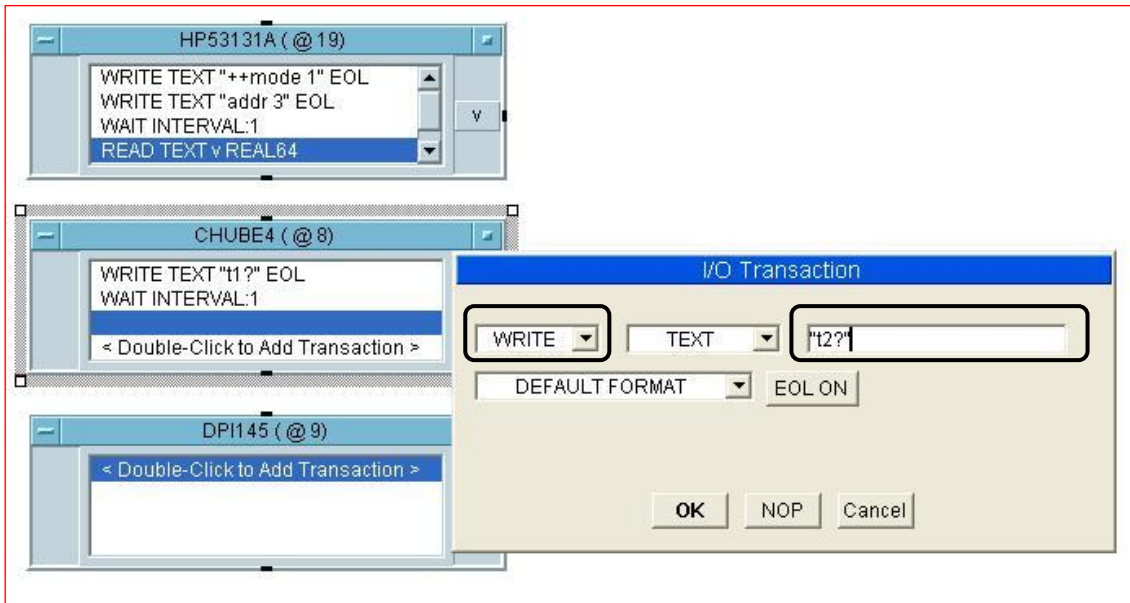 HP53131A ( @ 19)
WRITE TEXT "++mode 1" EOL
WRITE TEXT "addr 3" EOL
WAIT INTERVAL:1
READ TEXT v REAL64
v
CHUBE4 ( @ 8)
WRITE TEXT "t1?" EOL
WAIT INTERVAL:1
< Double-Click to Add Transaction >
I/O Transaction
WRITE TEXT "t2?"
DEFAULT FORMAT EOL ON
OK NOP Cancel
DPI145 ( @ 9)
< Double-Click to Add Transaction >